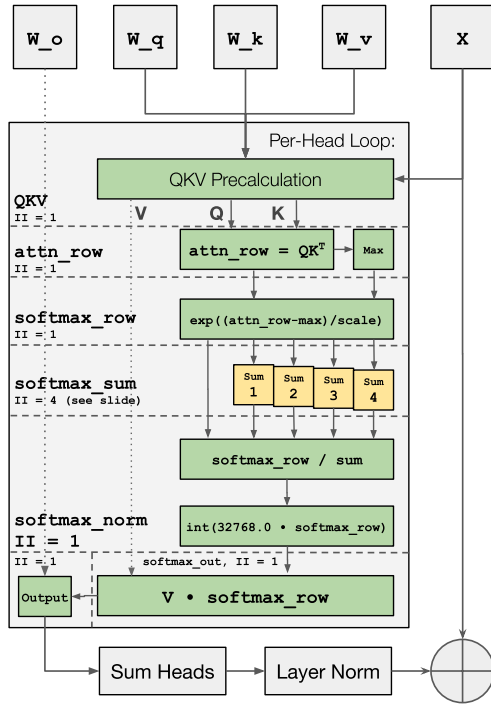 W_o
W_q
W_k
W_v
X
Per-Head Loop:
QKV Precalculation
QKV
II = 1
V
Q
K
attn_row
II = 1
attn_row = QKᵀ
Max
softmax_row
II = 1
exp((attn_row-max)/scale)
softmax_sum
II = 4 (see slide)
Sum
1
Sum
2
Sum
3
Sum
4
softmax_row / sum
softmax_norm
II = 1
int(32768.0 • softmax_row)
II = 1
softmax_out, II = 1
Output
V • softmax_row
Sum Heads
Layer Norm